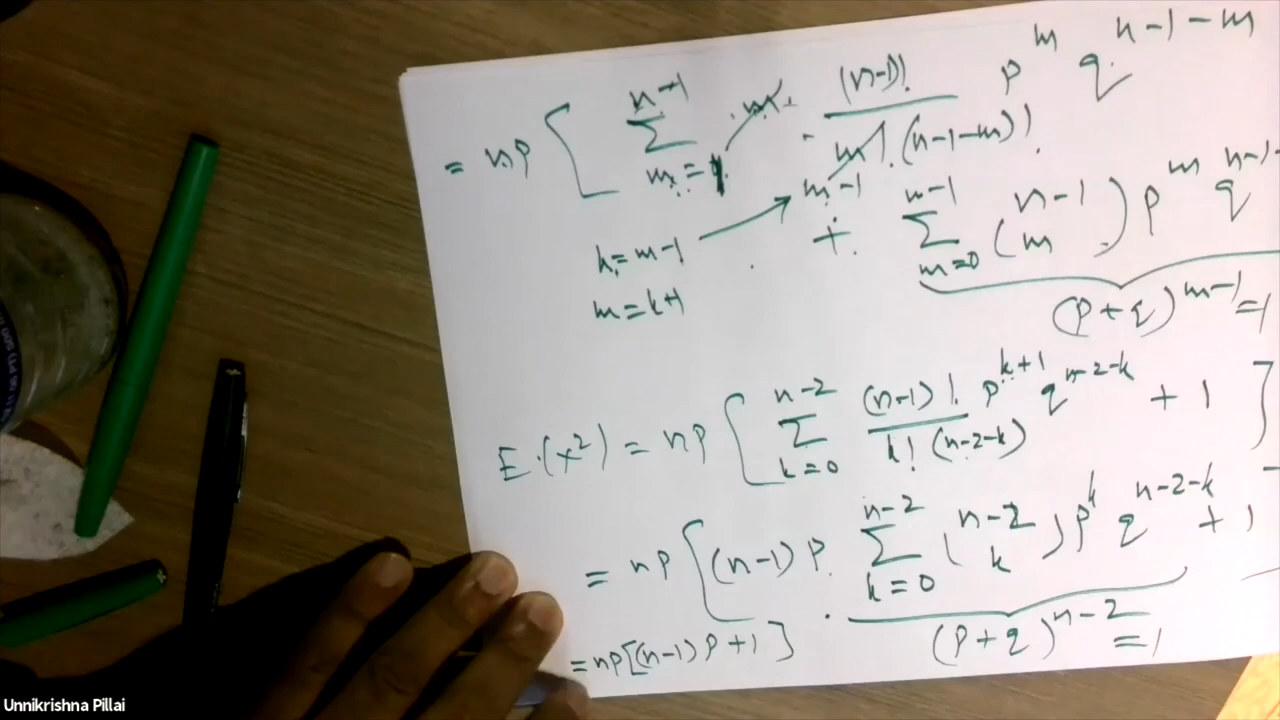 = np [ Σ_{m=1}^{n-1} m · (n-1)! / m! (n-1-m)! p^m q^{n-1-m}
m-1
k = m-1
+ Σ_{m=0}^{n-1} (n-1 m) p^m q^{n-1-
m = k+1
(p+q)^{m-1} = 1
E(x²) = np [ Σ_{k=0}^{n-2} (n-1)! / k! (n-2-k) p^{k+1} q^{n-2-k} + 1 ]
= np [ (n-1) p Σ_{k=0}^{n-2} (n-2 k) p^k q^{n-2-k} + 1
(p+q)^{n-2} = 1
= np[(n-1)p+1]
Unnikrishna Pillai